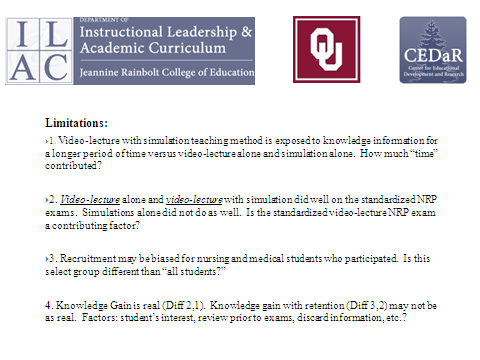 DEPARTMENT OF
I L
A C
Instructional Leadership &
Academic Curriculum
Jeannine Rainbolt College of Education
OU
CEDaR
Center for Educational
Development and Research
Limitations:
1. Video-lecture with simulation teaching method is exposed to knowledge information for
a longer period of time versus video-lecture alone and simulation alone. How much “time”
contributed?
2. Video-lecture alone and video-lecture with simulation did well on the standardized NRP
exams. Simulations alone did not do as well. Is the standardized video-lecture NRP exam
a contributing factor?
3. Recruitment may be biased for nursing and medical students who participated. Is this
select group different than “all students?”
4. Knowledge Gain is real (Diff 2,1). Knowledge gain with retention (Diff 3,2) may not be
as real. Factors: student’s interest, review prior to exams, discard information, etc.?